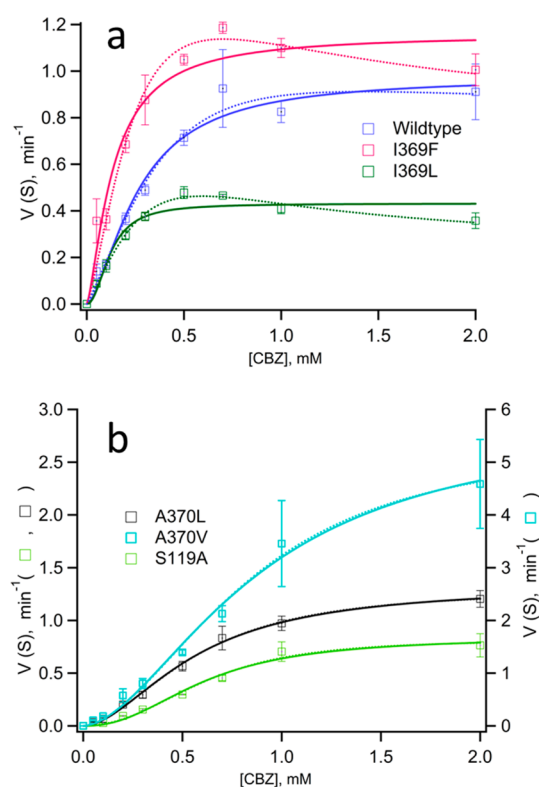 a
1.2
1.0
0.8
0.6
0.4
0.2
0.0
V (S), min-1
Wildtype
I369F
I369L
0.0 0.5 1.0 1.5 2.0
[CBZ], mM
b
3.0
2.5
2.0
1.5
1.0
0.5
0.0
V (S), min-1( , )
A370L
A370V
S119A
6
5
4
3
2
1
0
V (S), min-1( )
0.0 0.5 1.0 1.5 2.0
[CBZ], mM